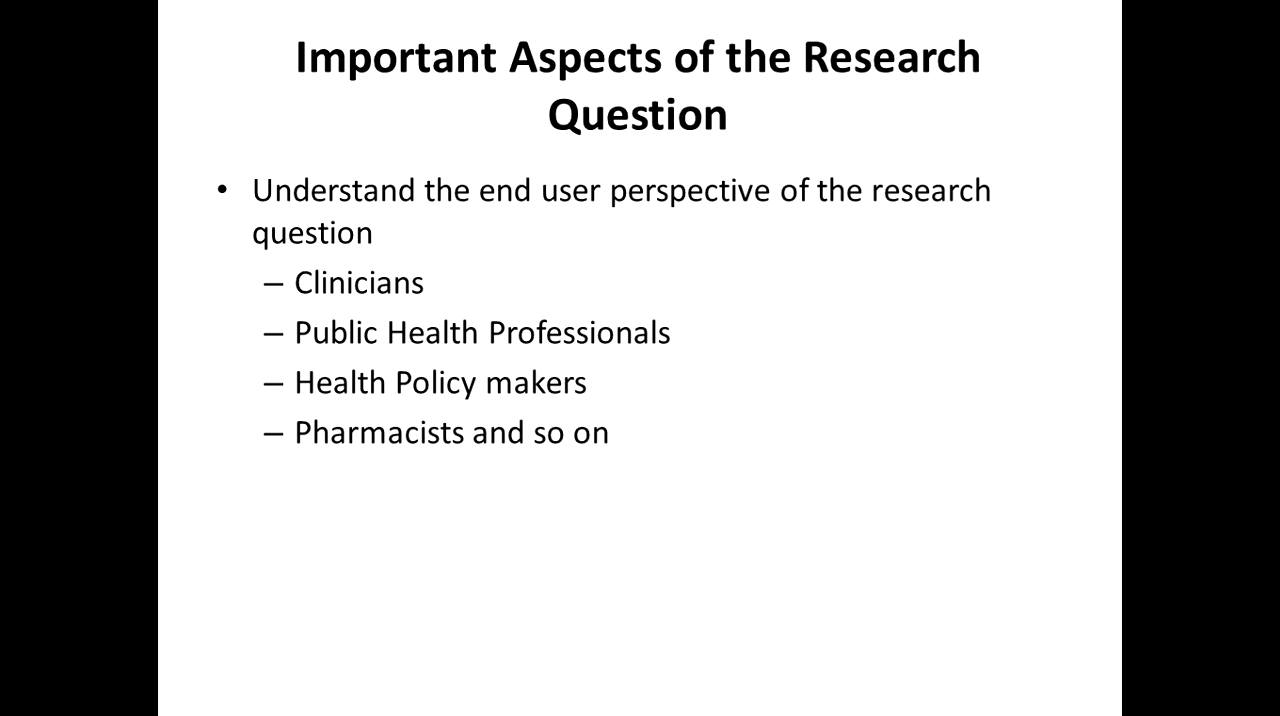 Important Aspects of the Research
Question
• Understand the end user perspective of the research
question
– Clinicians
– Public Health Professionals
– Health Policy makers
– Pharmacists and so on